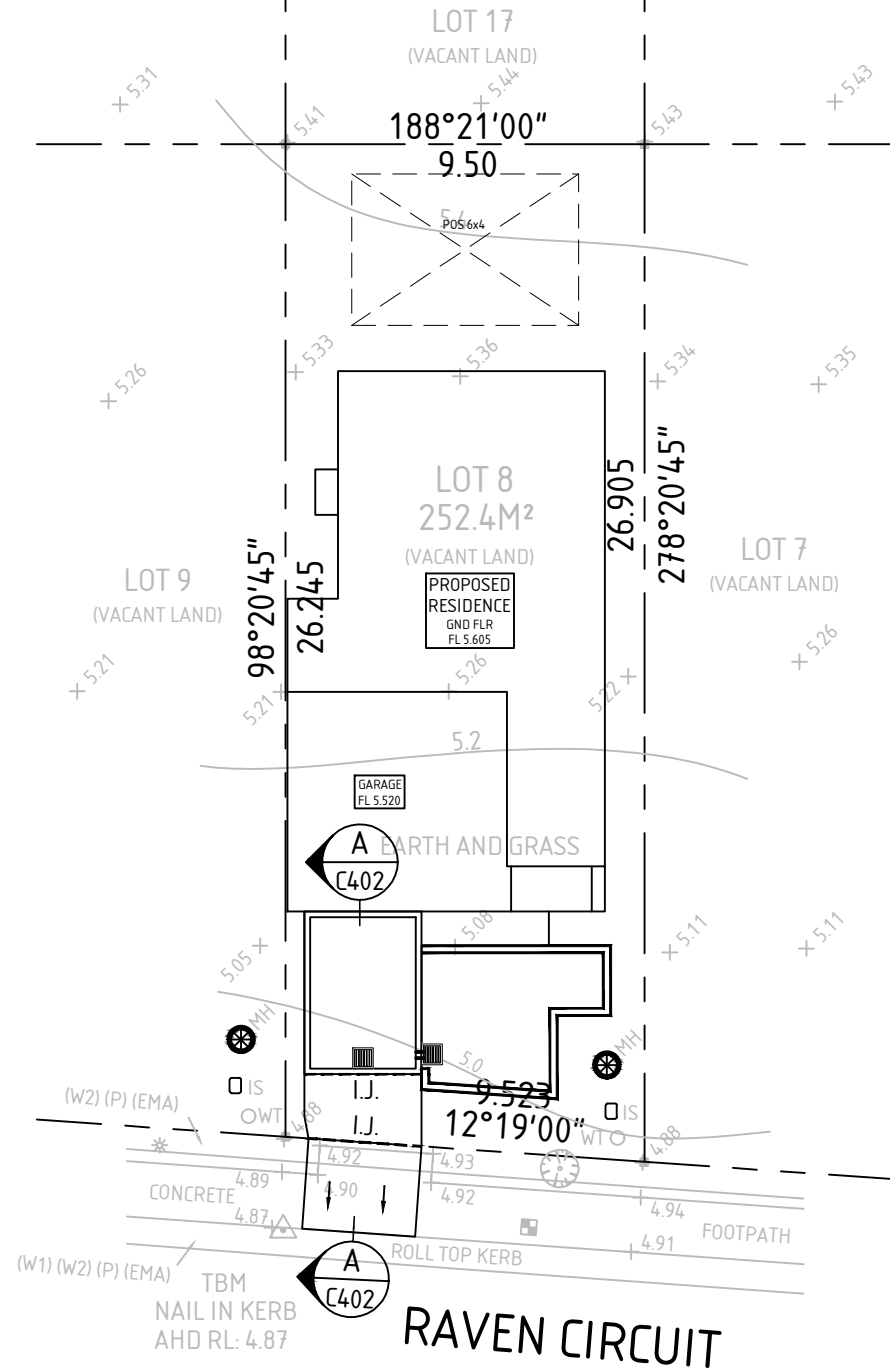 LOT 17
(VACANT LAND)
5.31
5.44
5.43
5.41
188°21'00"
5.43
9.50
5.4
POS 6x4
5.33
5.36
5.34
5.26
5.35
LOT 8
252.4M²
(VACANT LAND)
26.905
278°20'45"
LOT 7
(VACANT LAND)
LOT 9
(VACANT LAND)
98°20'45"
26.245
PROPOSED
RESIDENCE
GND FLR
FL 5.605
5.21
5.21
5.26
5.22
5.26
5.2
GARAGE
FL 5.520
EARTH AND GRASS
A
C402
5.05
5.08
5.11
5.11
MH
MH
5.0
IS
WT
I.J.
I.J.
9.523
12°19'00"
IS
WT
(W2) (P) (EMA)
4.88
4.88
4.92
4.93
4.89
4.90
4.92
4.94
CONCRETE
4.87
FOOTPATH
4.91
ROLL TOP KERB
(W1) (W2) (P) (EMA)
A
C402
TBM
NAIL IN KERB
AHD RL: 4.87
RAVEN CIRCUIT